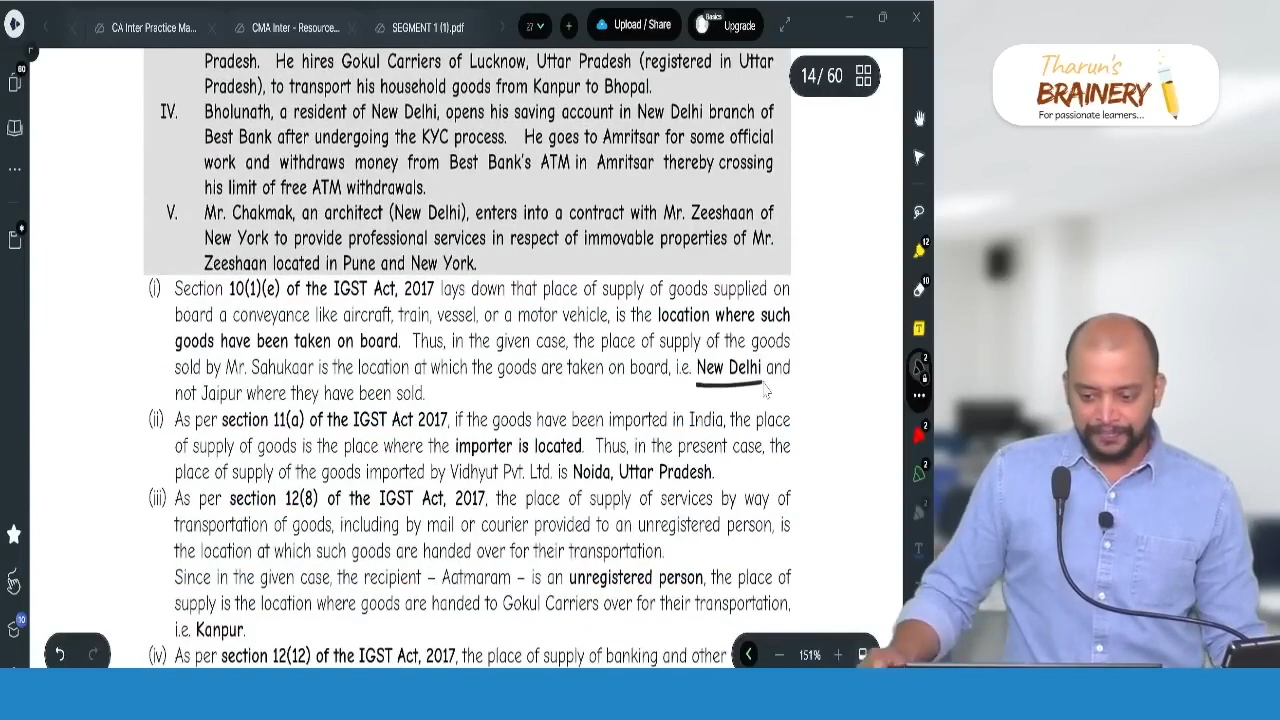 CA Inter Practice Ma...
CMA Inter - Resource...
SEGMENT 1 (1).pdf
27
Upload / Share
Basics
Upgrade
Pradesh. He hires Gokul Carriers of Lucknow, Uttar Pradesh (registered in Uttar
Pradesh), to transport his household goods from Kanpur to Bhopal.
IV. Bholunath, a resident of New Delhi, opens his saving account in New Delhi branch of
Best Bank after undergoing the KYC process. He goes to Amritsar for some official
work and withdraws money from Best Bank's ATM in Amritsar thereby crossing
his limit of free ATM withdrawals.
V. Mr. Chakmak, an architect (New Delhi), enters into a contract with Mr. Zeeshaan of
New York to provide professional services in respect of immovable properties of Mr.
Zeeshaan located in Pune and New York.
(i) Section 10(1)(e) of the IGST Act, 2017 lays down that place of supply of goods supplied on
board a conveyance like aircraft, train, vessel, or a motor vehicle, is the location where such
goods have been taken on board. Thus, in the given case, the place of supply of the goods
sold by Mr. Sahukaar is the location at which the goods are taken on board, i.e. New Delhi and
not Jaipur where they have been sold.
(ii) As per section 11(a) of the IGST Act 2017, if the goods have been imported in India, the place
of supply of goods is the place where the importer is located. Thus, in the present case, the
place of supply of the goods imported by Vidhyut Pvt. Ltd. is Noida, Uttar Pradesh.
(iii) As per section 12(8) of the IGST Act, 2017, the place of supply of services by way of
transportation of goods, including by mail or courier provided to an unregistered person, is
the location at which such goods are handed over for their transportation.
Since in the given case, the recipient – Aatmaram – is an unregistered person, the place of
supply is the location where goods are handed to Gokul Carriers over for their transportation,
i.e. Kanpur.
(iv) As per section 12(12) of the IGST Act, 2017, the place of supply of banking and other
14/60
151%
60
10
12
10
T
2
2
2
T
Tharun's
BRAINERY
For passionate learners...